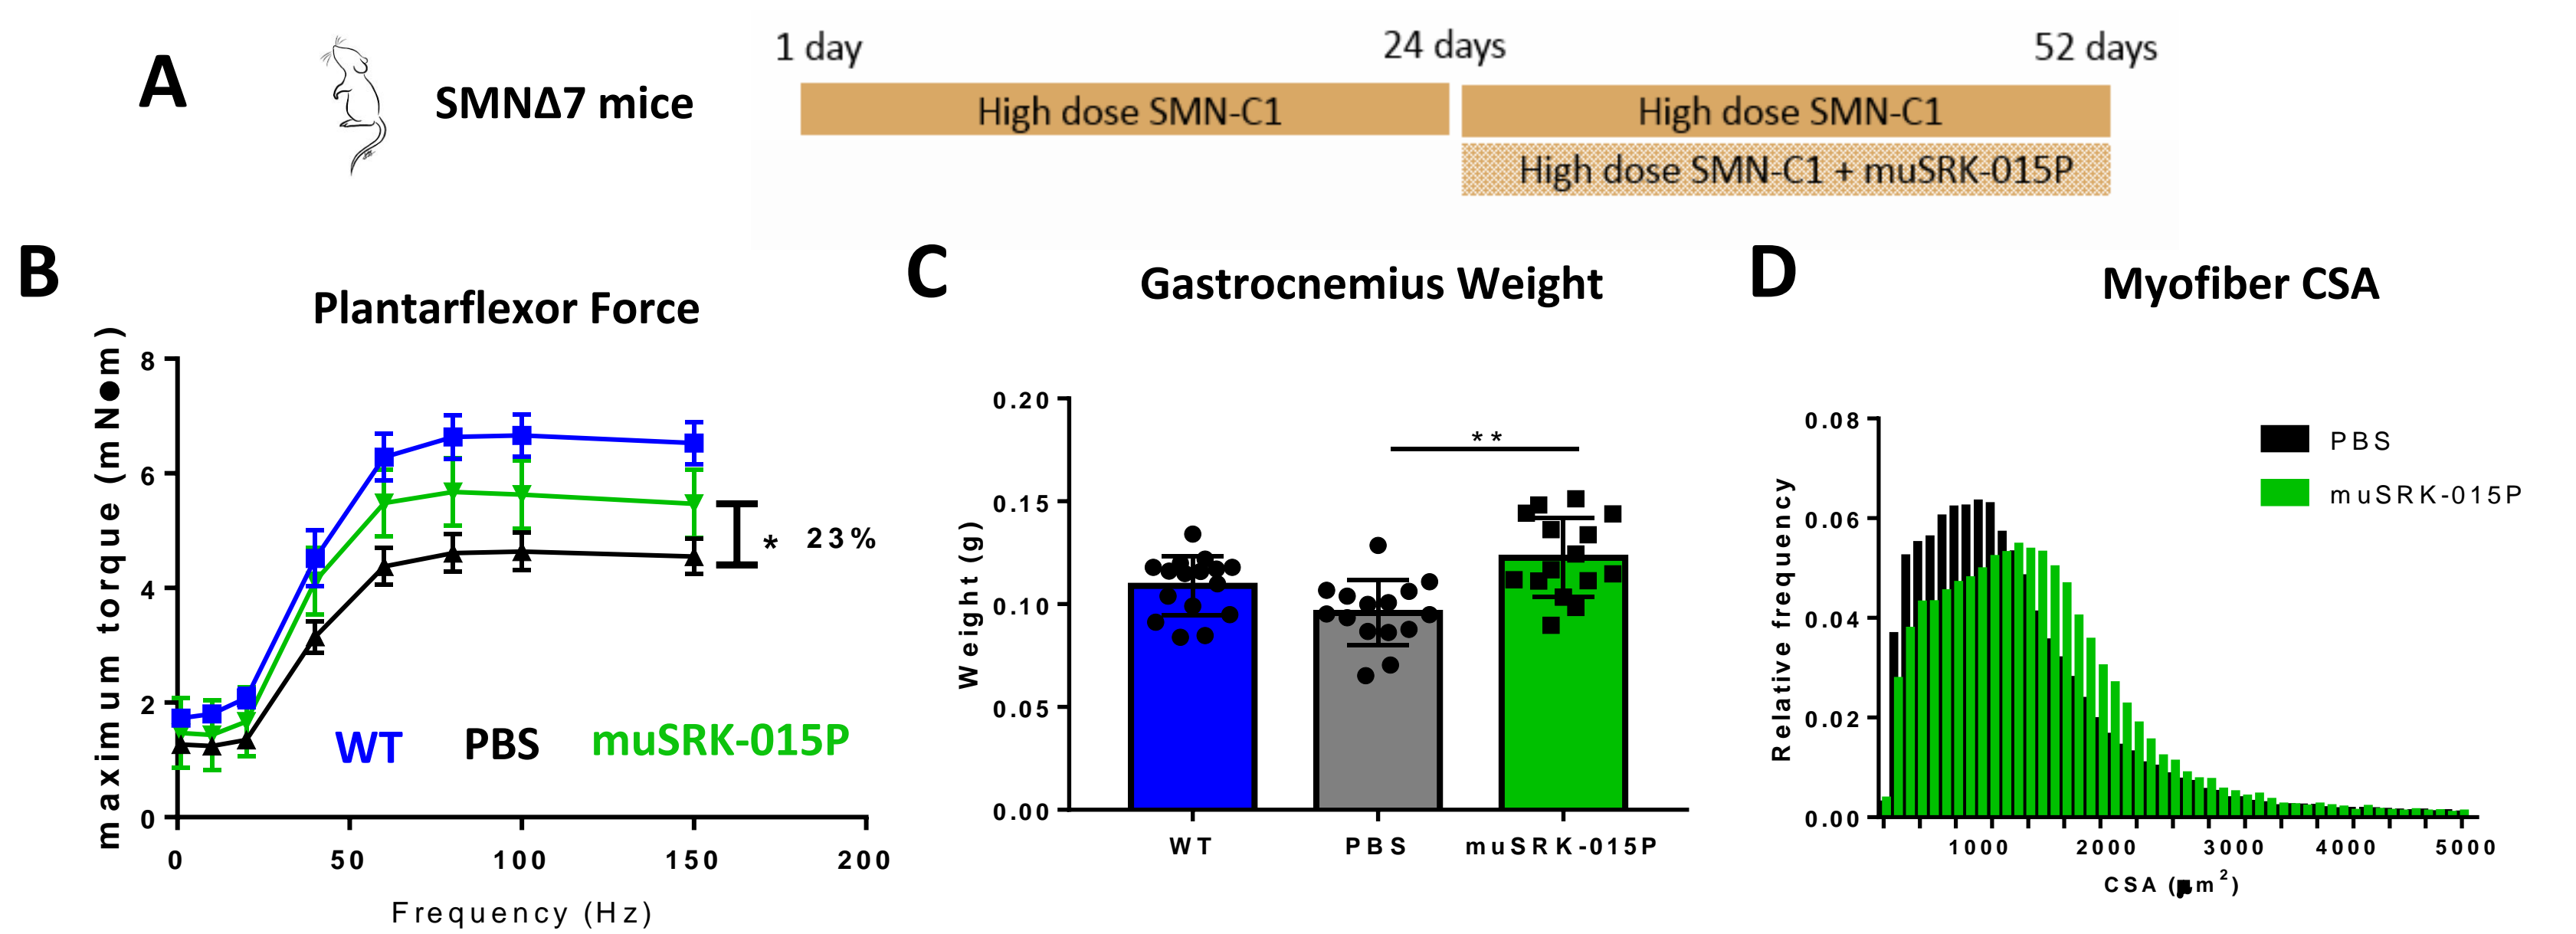 A
SMNΔ7 mice
1 day
24 days
52 days
High dose SMN-C1
High dose SMN-C1
High dose SMN-C1 + muSRK-015P
B
Plantarflexor Force
maximum torque (mN●m)
8
6
4
2
0
0 50 100 150 200
Frequency (Hz)
* 23%
WT PBS muSRK-015P
C
Gastrocnemius Weight
Weight (g)
0.20
0.15
0.10
0.05
0.00
**
WT PBS muSRK-015P
D
Myofiber CSA
Relative frequency
0.08
0.06
0.04
0.02
0.00
1000 2000 3000 4000 5000
CSA (μm²)
PBS
muSRK-015P